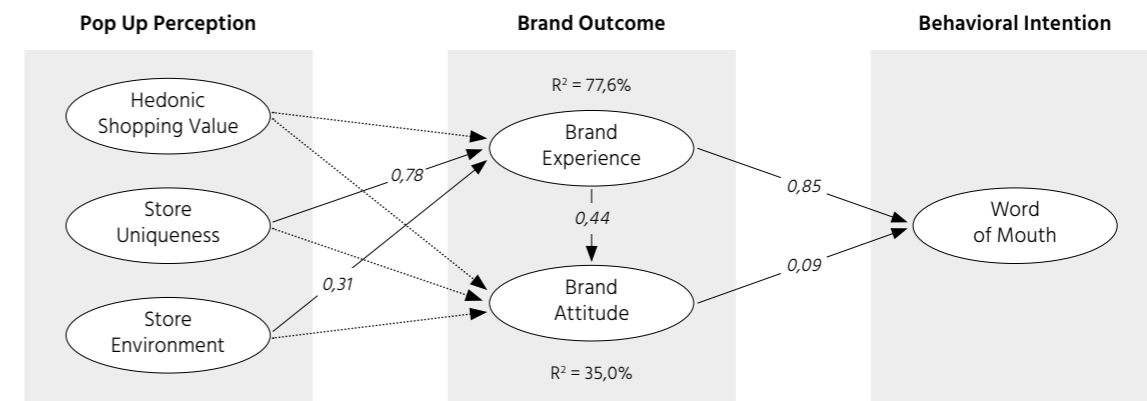 Pop Up Perception
Brand Outcome
Behavioral Intention
Hedonic
Shopping Value
Store
Uniqueness
Store
Environment
R² = 77,6%
Brand
Experience
0,78
0,44
0,31
Brand
Attitude
R² = 35,0%
0,85
0,09
Word
of Mouth